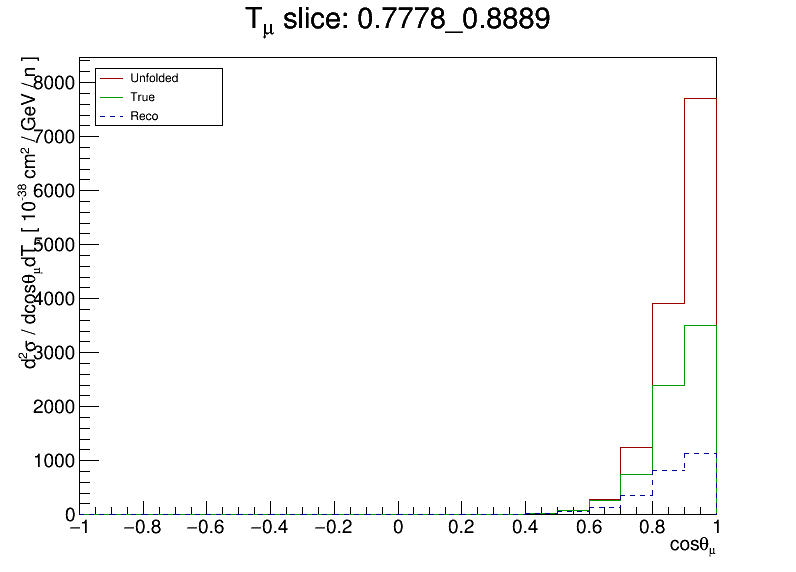 Tμ slice: 0.7778_0.8889
d²σ / dcosθμdTμ [ 10⁻³⁸ cm² / GeV / n ]
Unfolded
True
Reco
8000
7000
6000
5000
4000
3000
2000
1000
0
−1 −0.8 −0.6 −0.4 −0.2 0 0.2 0.4 0.6 0.8 1
cosθμ